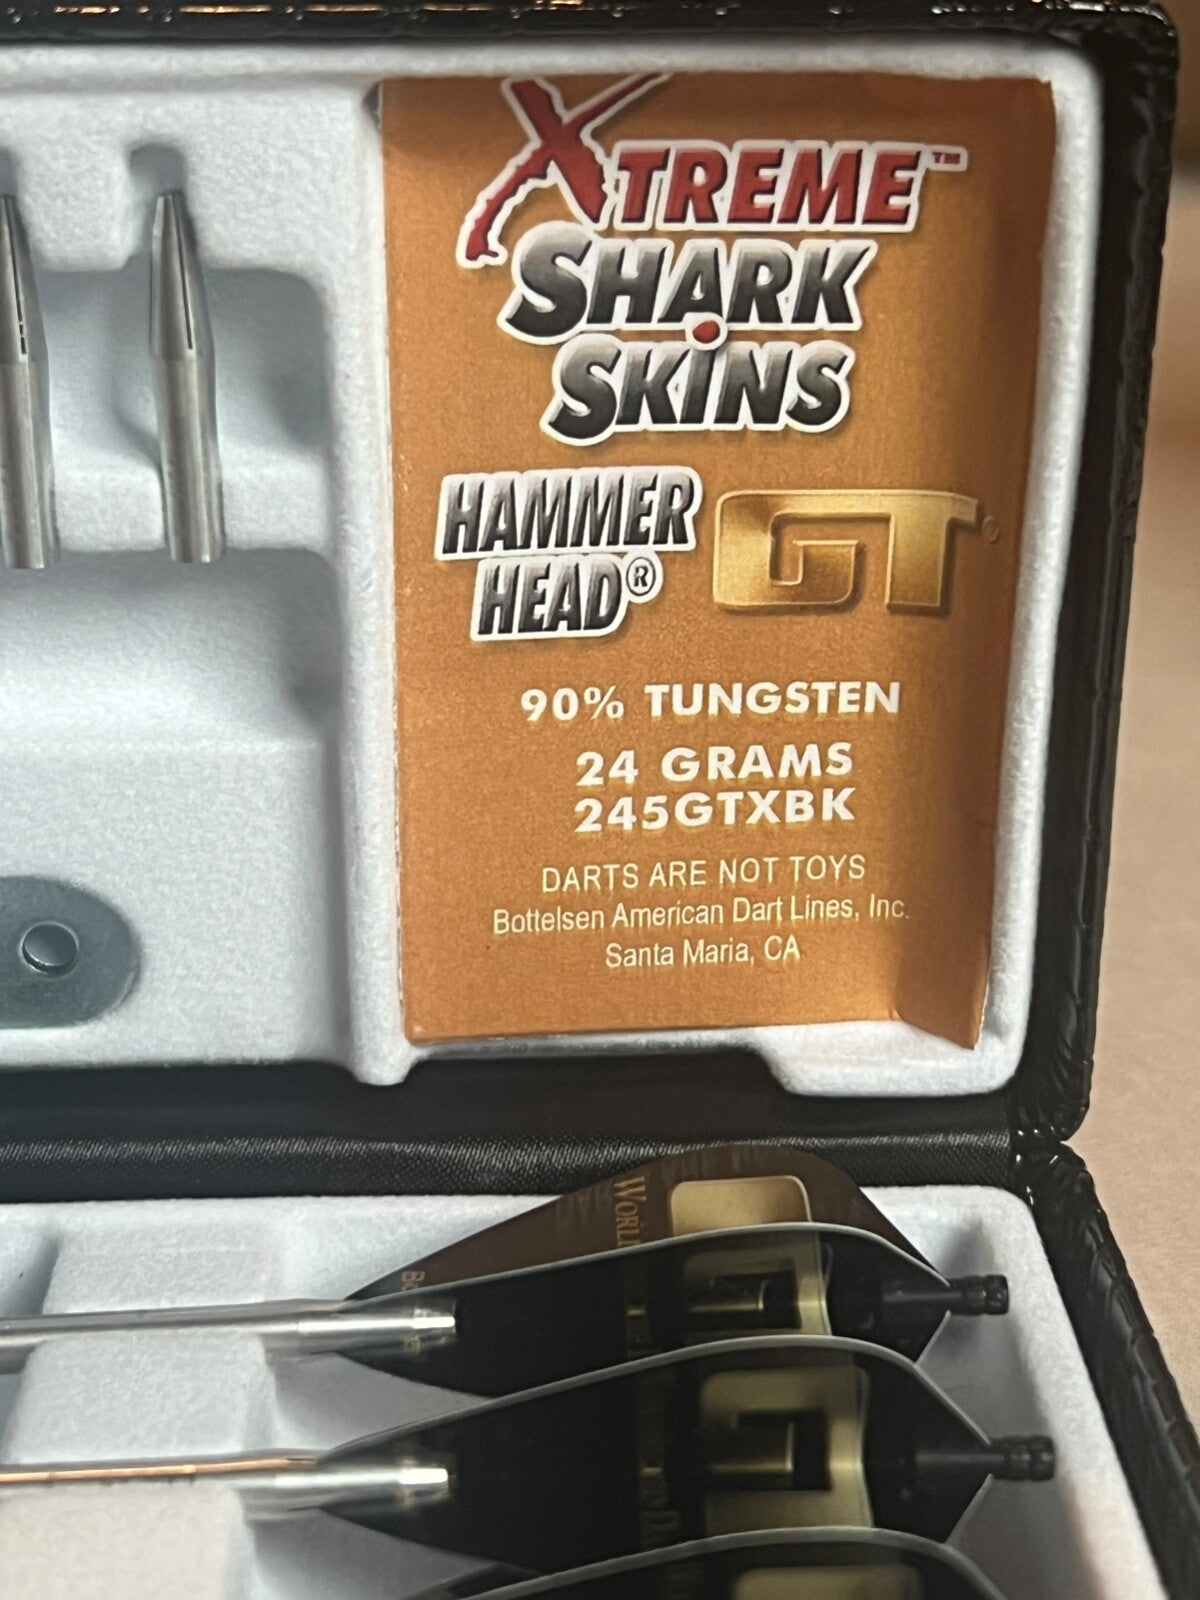 XTREME™
SHARK
SKINS
HAMMER
HEAD®
GT®
90% TUNGSTEN
24 GRAMS
245GTXBK
DARTS ARE NOT TOYS
Bottelsen American Dart Lines, Inc.
Santa Maria, CA